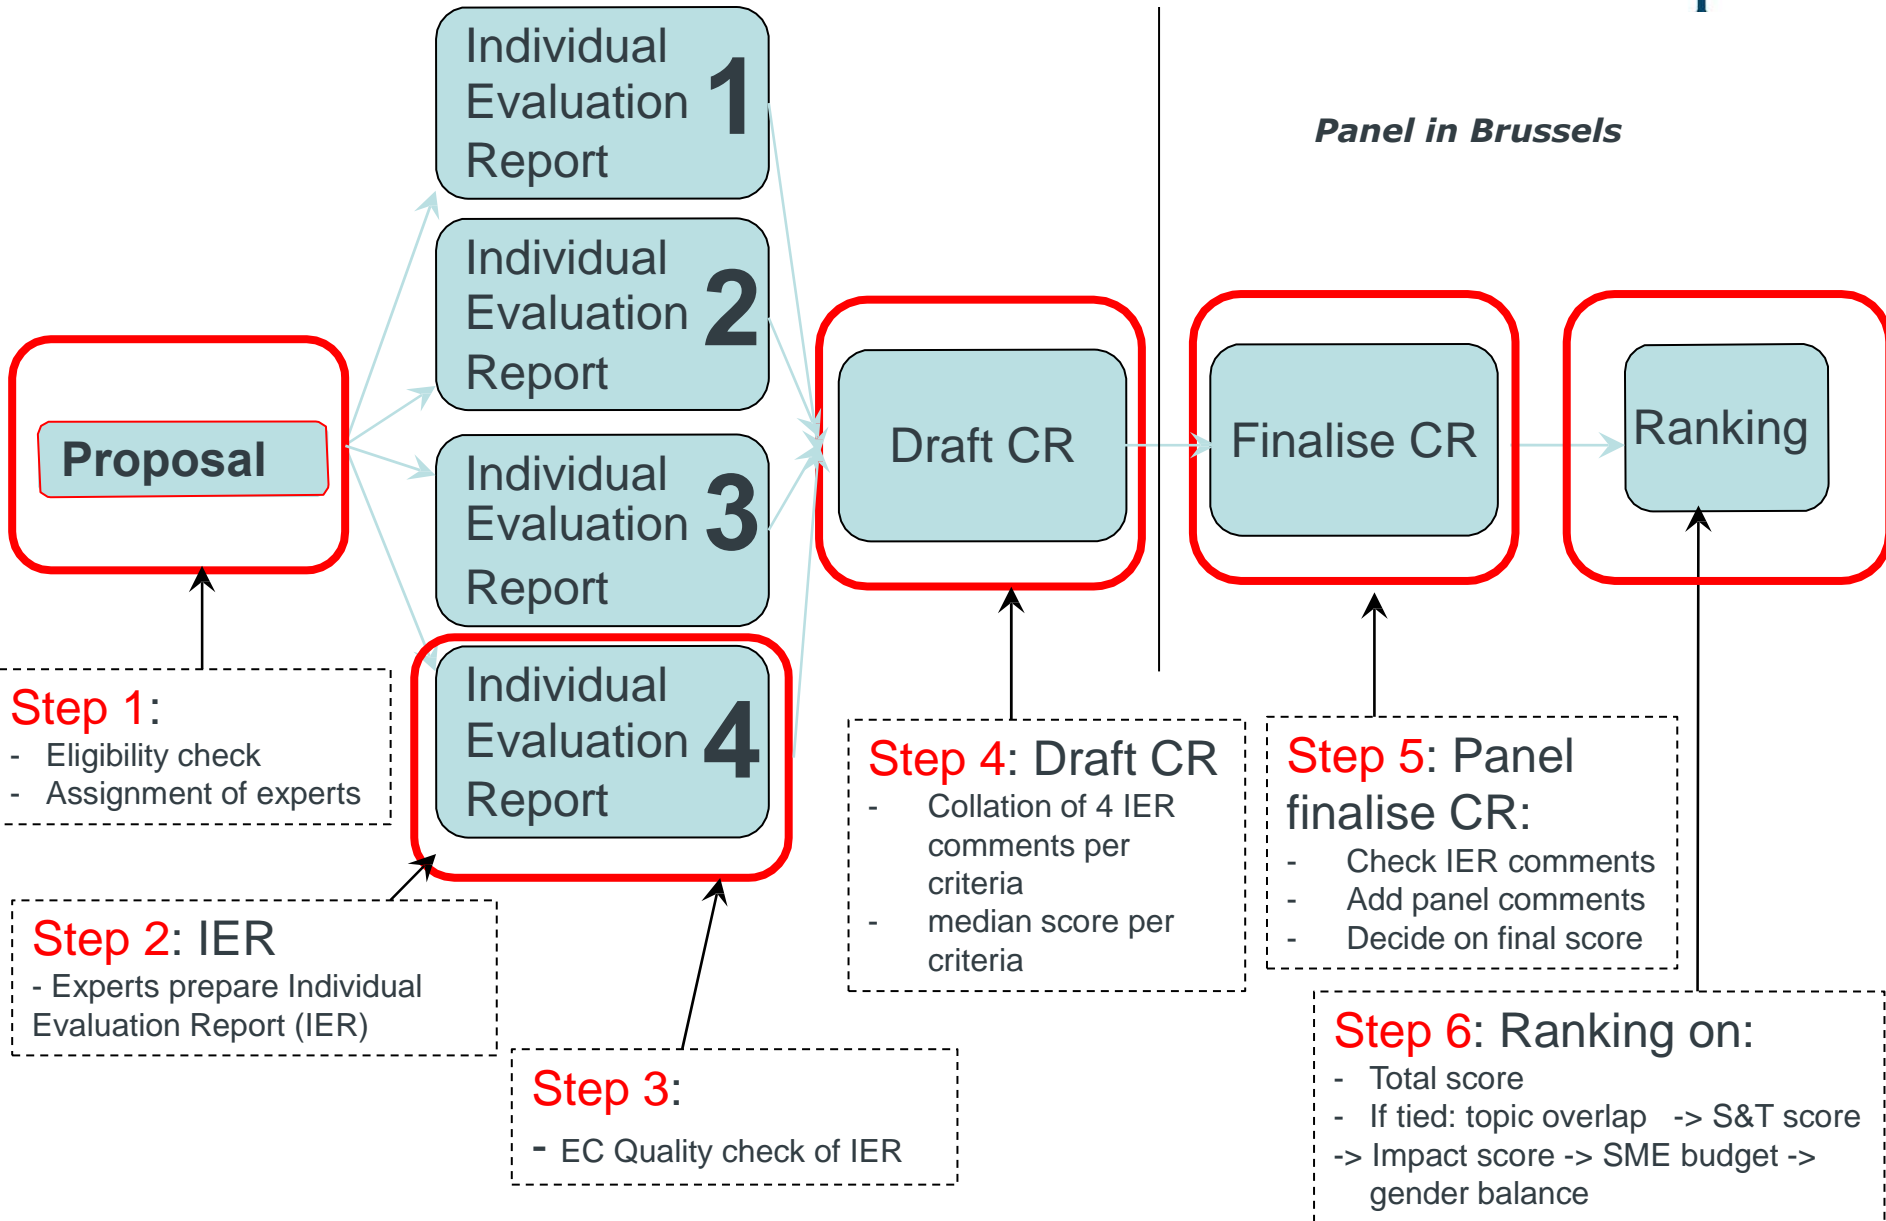 Individual
Evaluation
Report
1
Panel in Brussels
Individual
Evaluation
Report
2
Proposal
Individual
Evaluation
Report
3
Draft CR
Finalise CR
Ranking
Individual
Evaluation
Report
4
Step 1:
- Eligibility check
- Assignment of experts
Step 2: IER
- Experts prepare Individual
Evaluation Report (IER)
Step 3:
- EC Quality check of IER
Step 4: Draft CR
- Collation of 4 IER
comments per
criteria
- median score per
criteria
Step 5: Panel
finalise CR:
- Check IER comments
- Add panel comments
- Decide on final score
Step 6: Ranking on:
- Total score
- If tied: topic overlap -> S&T score
-> Impact score -> SME budget ->
gender balance